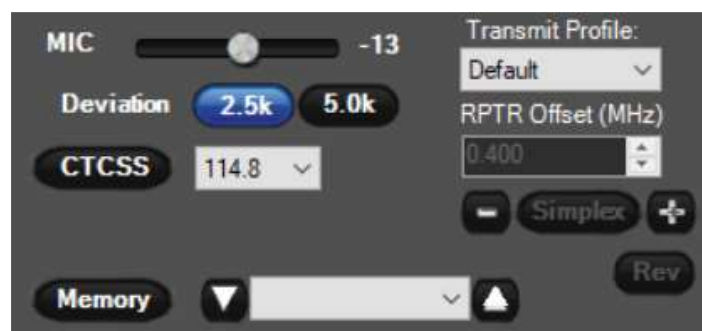 MIC -13
Transmit Profile:
Default
Deviation 2.5k 5.0k
RPTR Offset (MHz)
0.400
CTCSS 114.8
- Simplex +
Rev
Memory